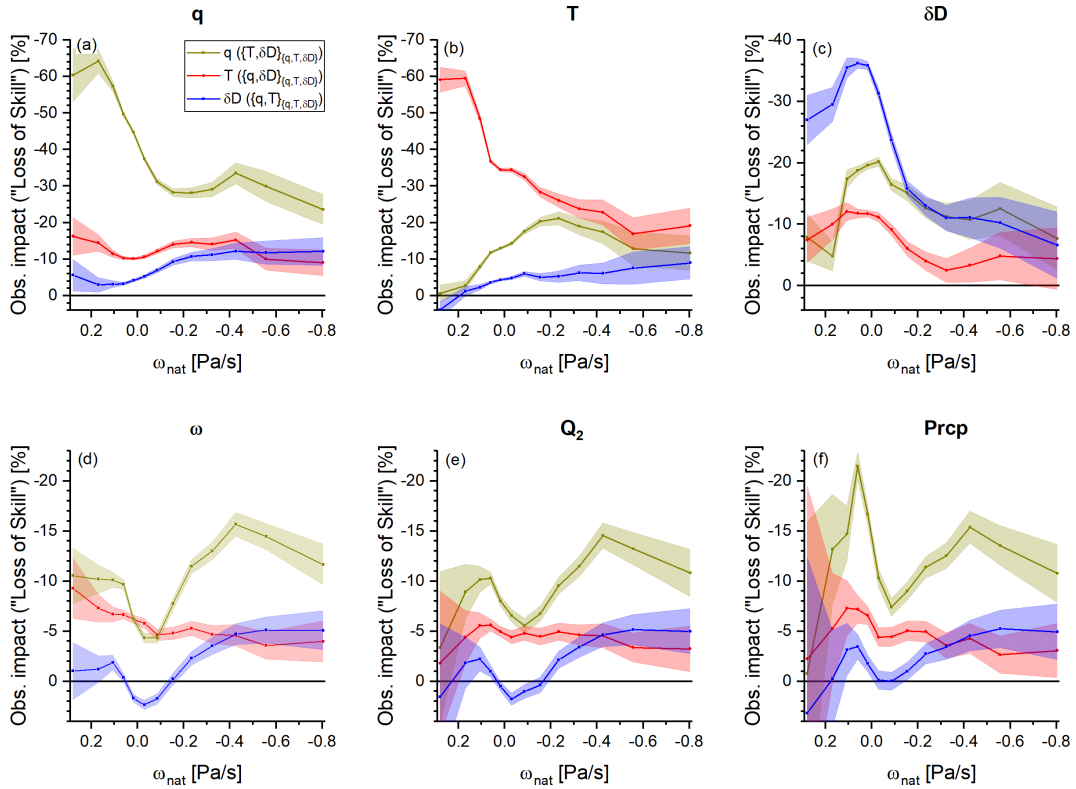 q
T
δD
(a)
(b)
(c)
q ({T,δD}{q,T,δD})
T ({q,δD}{q,T,δD})
δD ({q,T}{q,T,δD})
Obs. impact ("Loss of Skill") [%]
-70
-60
-50
-40
-30
-20
-10
0
Obs. impact ("Loss of Skill") [%]
-70
-60
-50
-40
-30
-20
-10
0
Obs. impact ("Loss of Skill") [%]
-40
-30
-20
-10
0
0.2 0.0 -0.2 -0.4 -0.6 -0.8
0.2 0.0 -0.2 -0.4 -0.6 -0.8
0.2 0.0 -0.2 -0.4 -0.6 -0.8
ωnat [Pa/s]
ωnat [Pa/s]
ωnat [Pa/s]
ω
Q2
Prcp
(d)
(e)
(f)
Obs. impact ("Loss of Skill") [%]
-20
-15
-10
-5
0
Obs. impact ("Loss of Skill") [%]
-20
-15
-10
-5
0
Obs. impact ("Loss of Skill") [%]
-20
-15
-10
-5
0
0.2 0.0 -0.2 -0.4 -0.6 -0.8
0.2 0.0 -0.2 -0.4 -0.6 -0.8
0.2 0.0 -0.2 -0.4 -0.6 -0.8
ωnat [Pa/s]
ωnat [Pa/s]
ωnat [Pa/s]